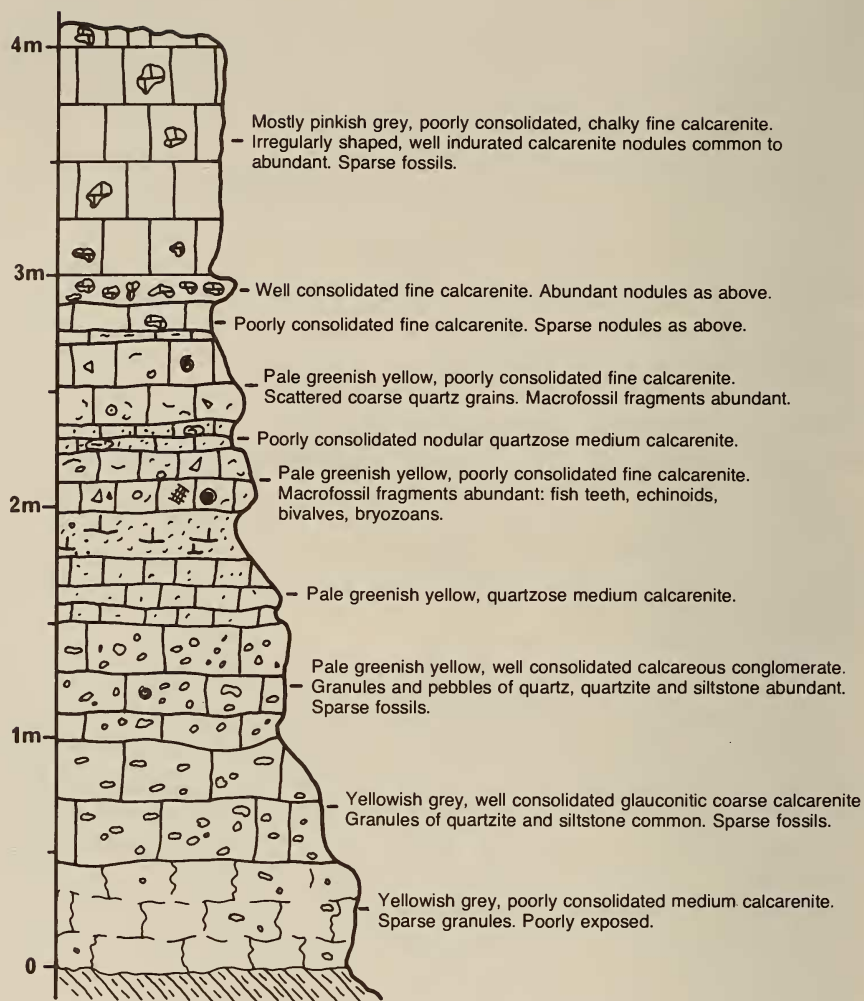 4m
Mostly pinkish grey, poorly consolidated, chalky fine calcarenite.
Irregularly shaped, well indurated calcarenite nodules common to
abundant. Sparse fossils.
3m
Well consolidated fine calcarenite. Abundant nodules as above.
Poorly consolidated fine calcarenite. Sparse nodules as above.
Pale greenish yellow, poorly consolidated fine calcarenite.
Scattered coarse quartz grains. Macrofossil fragments abundant.
Poorly consolidated nodular quartzose medium calcarenite.
Pale greenish yellow, poorly consolidated fine calcarenite.
Macrofossil fragments abundant: fish teeth, echinoids,
bivalves, bryozoans.
2m
Pale greenish yellow, quartzose medium calcarenite.
Pale greenish yellow, well consolidated calcareous conglomerate.
Granules and pebbles of quartz, quartzite and siltstone abundant.
Sparse fossils.
1m
Yellowish grey, well consolidated glauconitic coarse calcarenite
Granules of quartzite and siltstone common. Sparse fossils.
Yellowish grey, poorly consolidated medium calcarenite.
Sparse granules. Poorly exposed.
0